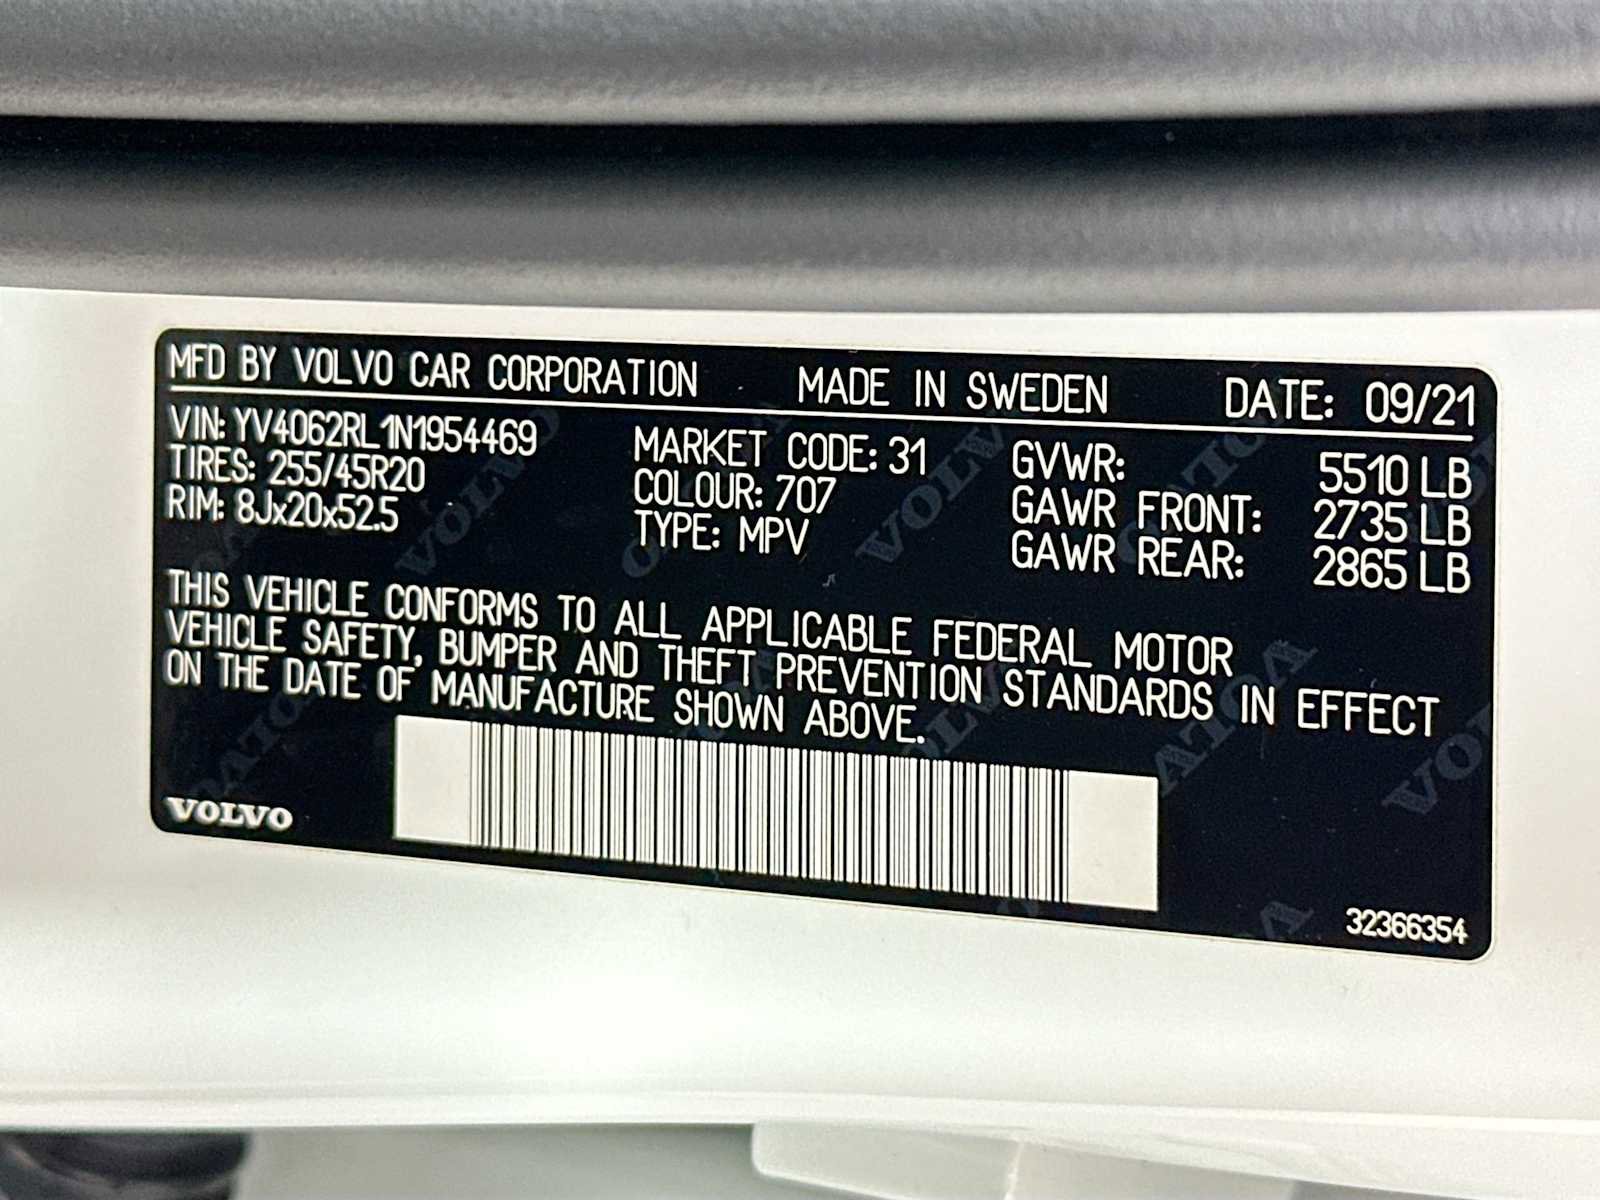 MFD BY VOLVO CAR CORPORATION MADE IN SWEDEN DATE: 09/21
VIN: YV4062RL1N1954469 MARKET CODE: 31 GVWR: 5510 LB
TIRES: 255/45R20 COLOUR: 707 GAWR FRONT: 2735 LB
RIM: 8Jx20x52.5 TYPE: MPV GAWR REAR: 2865 LB
THIS VEHICLE CONFORMS TO ALL APPLICABLE FEDERAL MOTOR
VEHICLE SAFETY, BUMPER AND THEFT PREVENTION STANDARDS IN EFFECT
ON THE DATE OF MANUFACTURE SHOWN ABOVE.
VOLVO
32366354